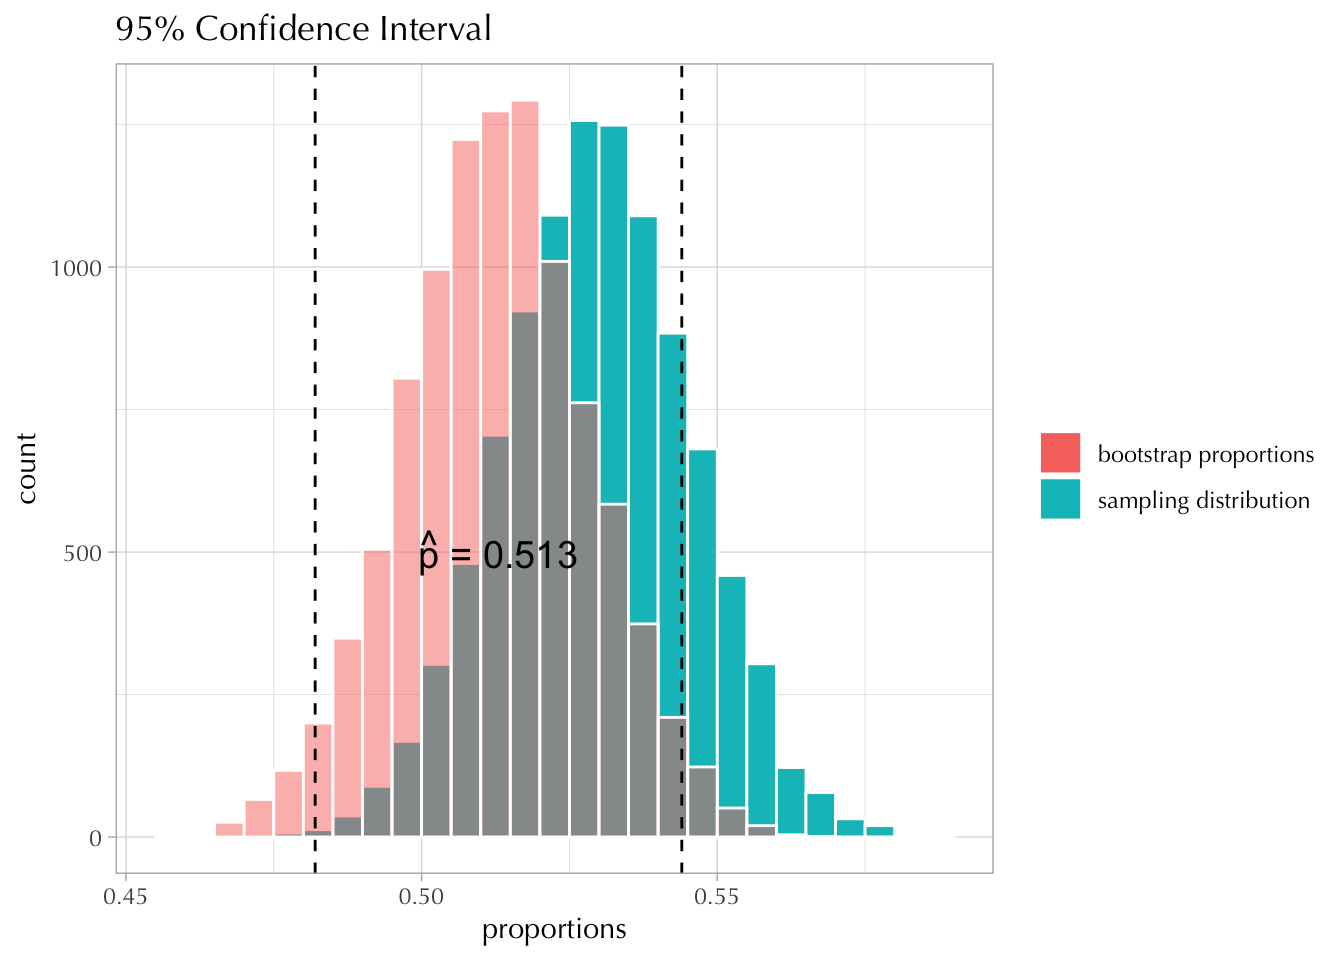 95% Confidence Interval
count
1000
500
0
p̂ = 0.513
0.45 0.50 0.55
proportions
bootstrap proportions
sampling distribution